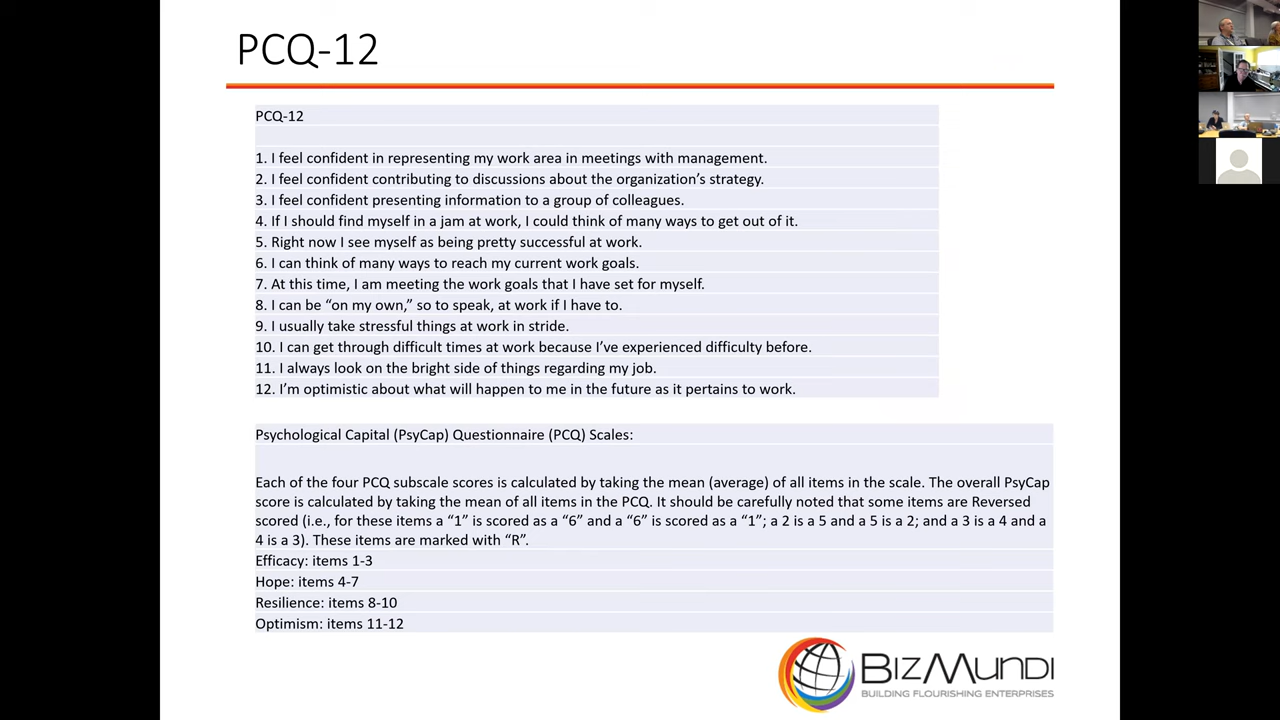 PCQ-12
PCQ-12
1. I feel confident in representing my work area in meetings with management.
2. I feel confident contributing to discussions about the organization’s strategy.
3. I feel confident presenting information to a group of colleagues.
4. If I should find myself in a jam at work, I could think of many ways to get out of it.
5. Right now I see myself as being pretty successful at work.
6. I can think of many ways to reach my current work goals.
7. At this time, I am meeting the work goals that I have set for myself.
8. I can be “on my own,” so to speak, at work if I have to.
9. I usually take stressful things at work in stride.
10. I can get through difficult times at work because I’ve experienced difficulty before.
11. I always look on the bright side of things regarding my job.
12. I’m optimistic about what will happen to me in the future as it pertains to work.
Psychological Capital (PsyCap) Questionnaire (PCQ) Scales:
Each of the four PCQ subscale scores is calculated by taking the mean (average) of all items in the scale. The overall PsyCap
score is calculated by taking the mean of all items in the PCQ. It should be carefully noted that some items are Reversed
scored (i.e., for these items a “1” is scored as a “6” and a “6” is scored as a “1”; a 2 is a 5 and a 5 is a 2; and a 3 is a 4 and a
4 is a 3). These items are marked with “R”.
Efficacy: items 1-3
Hope: items 4-7
Resilience: items 8-10
Optimism: items 11-12
BIZMUNDI
BUILDING FLOURISHING ENTERPRISES